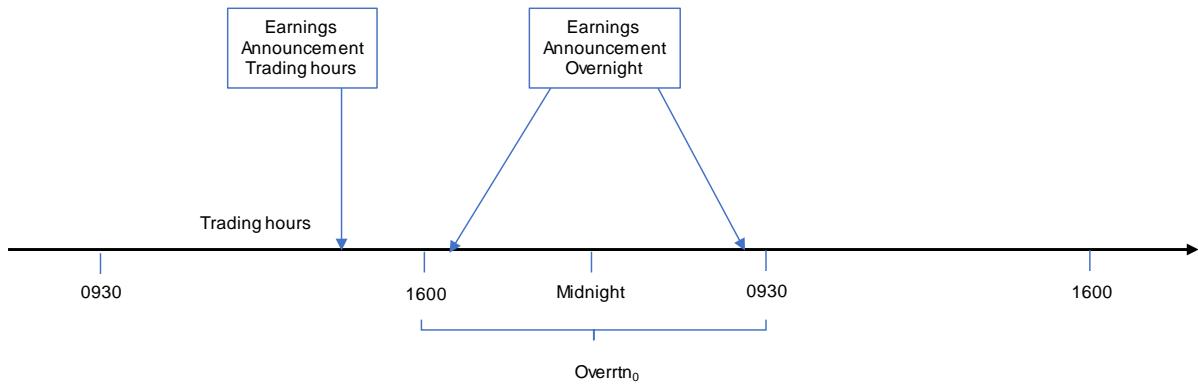 Earnings
Announcement
Trading hours
Earnings
Announcement
Overnight
Trading hours
0930
1600
Midnight
0930
1600
Overrtn₀